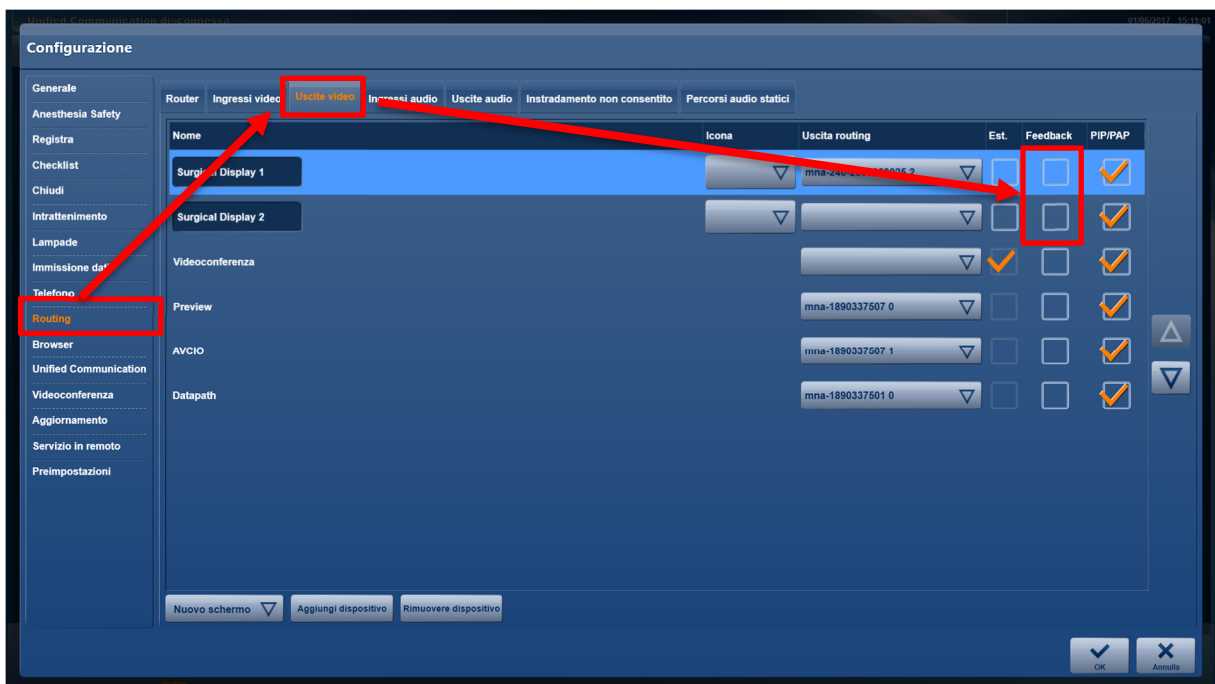 Unified Communication disconnessa
01/06/2017 15:11:01
Configurazione
Generale
Anesthesia Safety
Registra
Checklist
Chiudi
Intrattenimento
Lampade
Immissione dati
Telefono
Routing
Browser
Unified Communication
Videoconferenza
Aggiornamento
Servizio in remoto
Preimpostazioni
Router Ingressi video Uscite video Ingressi audio Uscite audio Instradamento non consentito Percorsi audio statici
Nome Icona Uscita routing Est. Feedback PIP/PAP
Surgical Display 1
Surgical Display 2
Videoconferenza
Preview mna-1890337507 0
AVCIO mna-1890337507 1
Datapath mna-1890337501 0
Nuovo schermo Aggiungi dispositivo Rimuovere dispositivo
OK Annulla